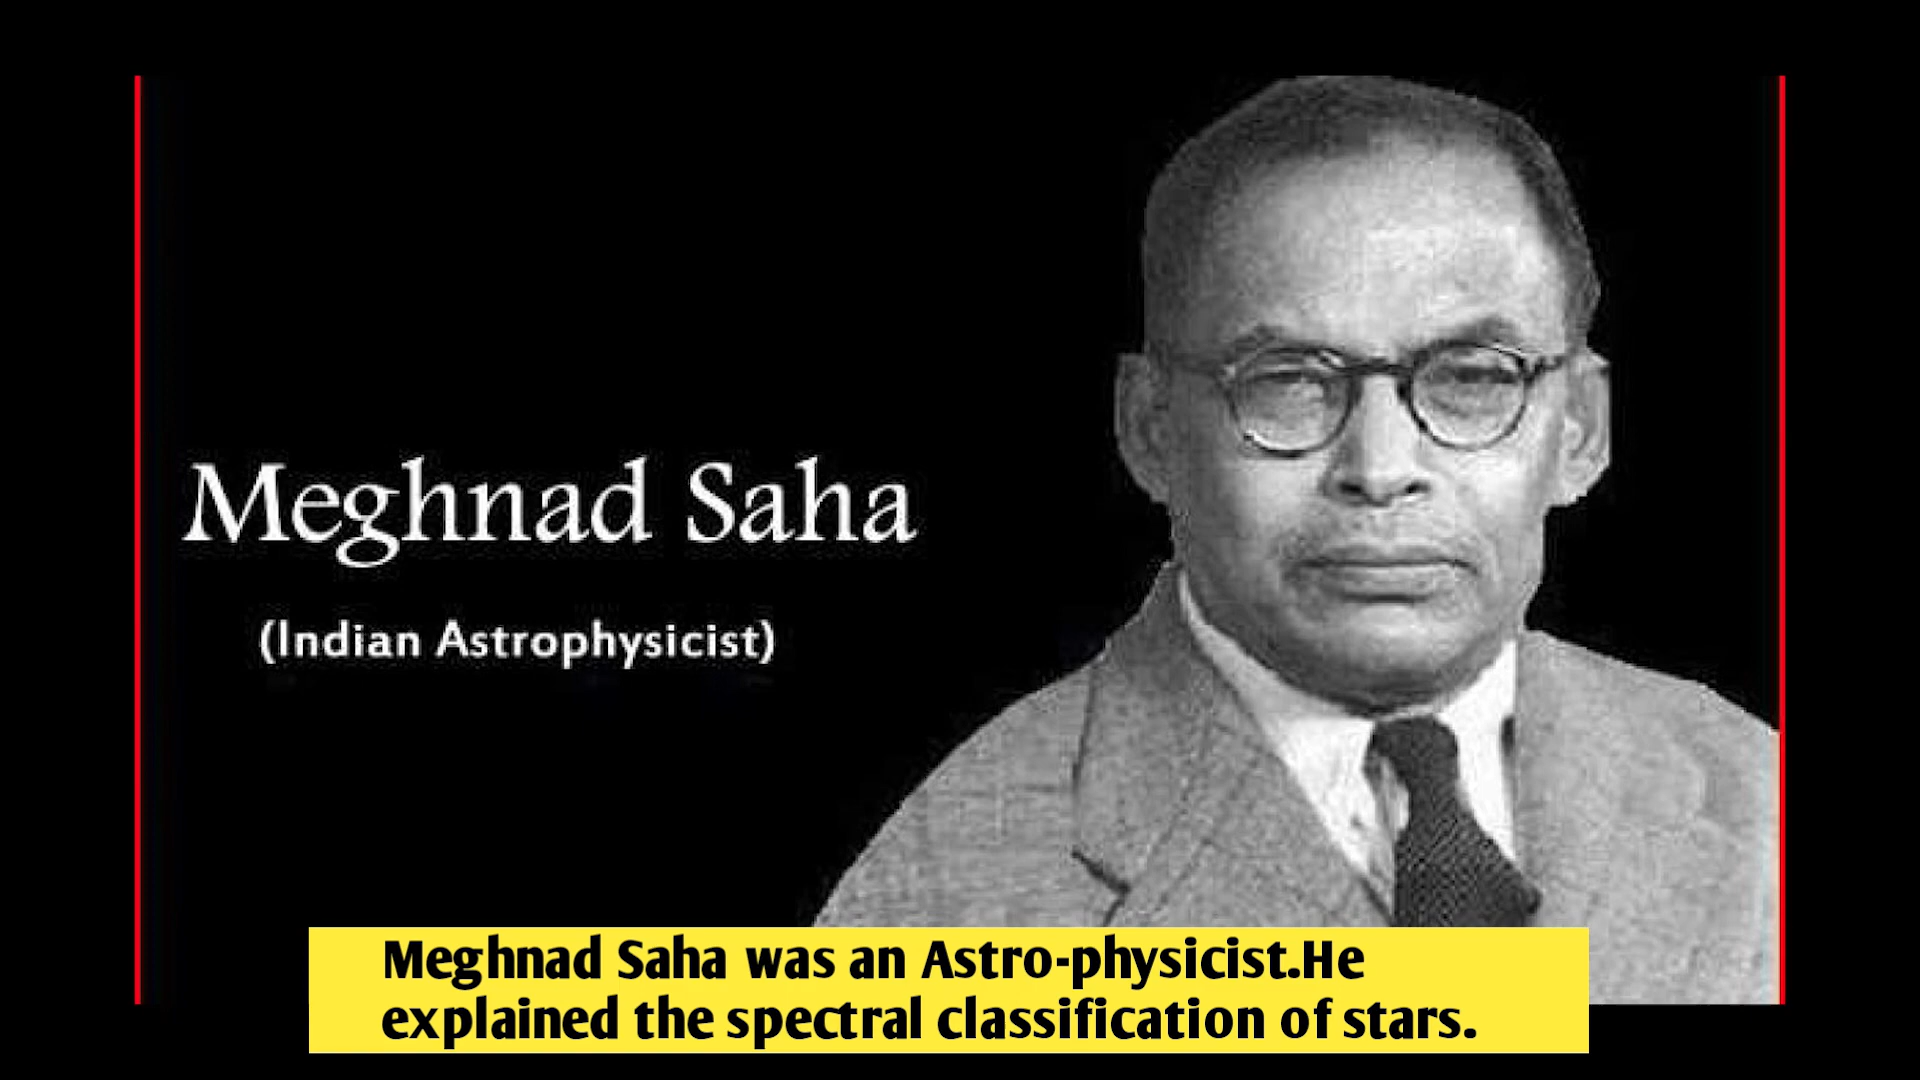 Meghnad Saha
(Indian Astrophysicist)
Meghnad Saha was an Astro-physicist.He
explained the spectral classification of stars.